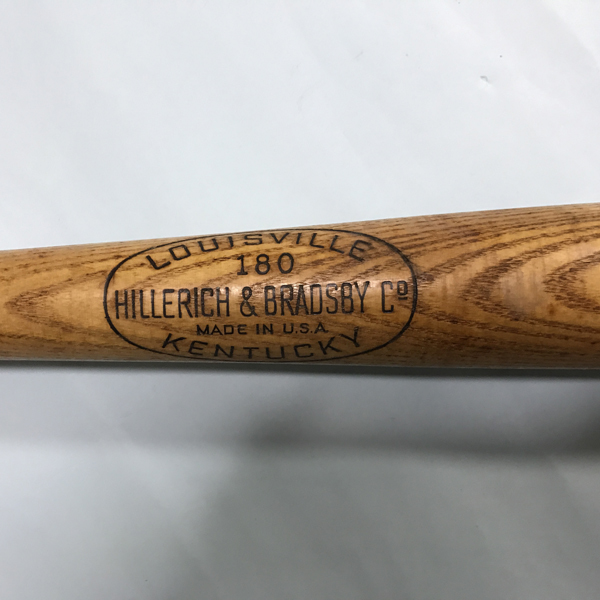 LOUISVILLE
180
HILLERICH & BRADSBY Cº
MADE IN U.S.A.
KENTUCKY